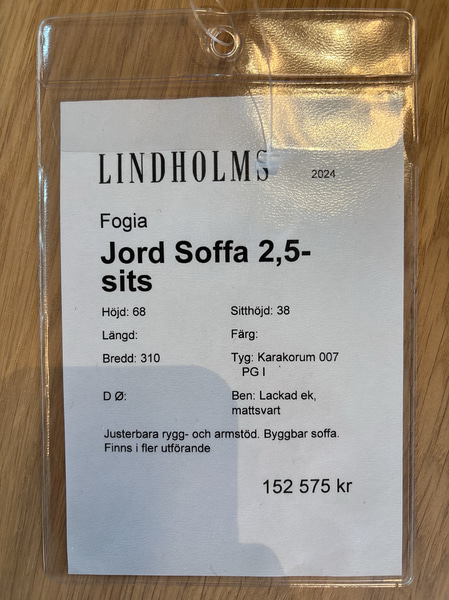 LINDHOLMS 2024
Fogia
Jord Soffa 2,5-
sits
Höjd: 68 Sitthöjd: 38
Längd: Färg:
Bredd: 310 Tyg: Karakorum 007
PG I
D Ø: Ben: Lackad ek,
mattsvart
Justerbara rygg- och armstöd. Byggbar soffa.
Finns i fler utförande
152 575 kr